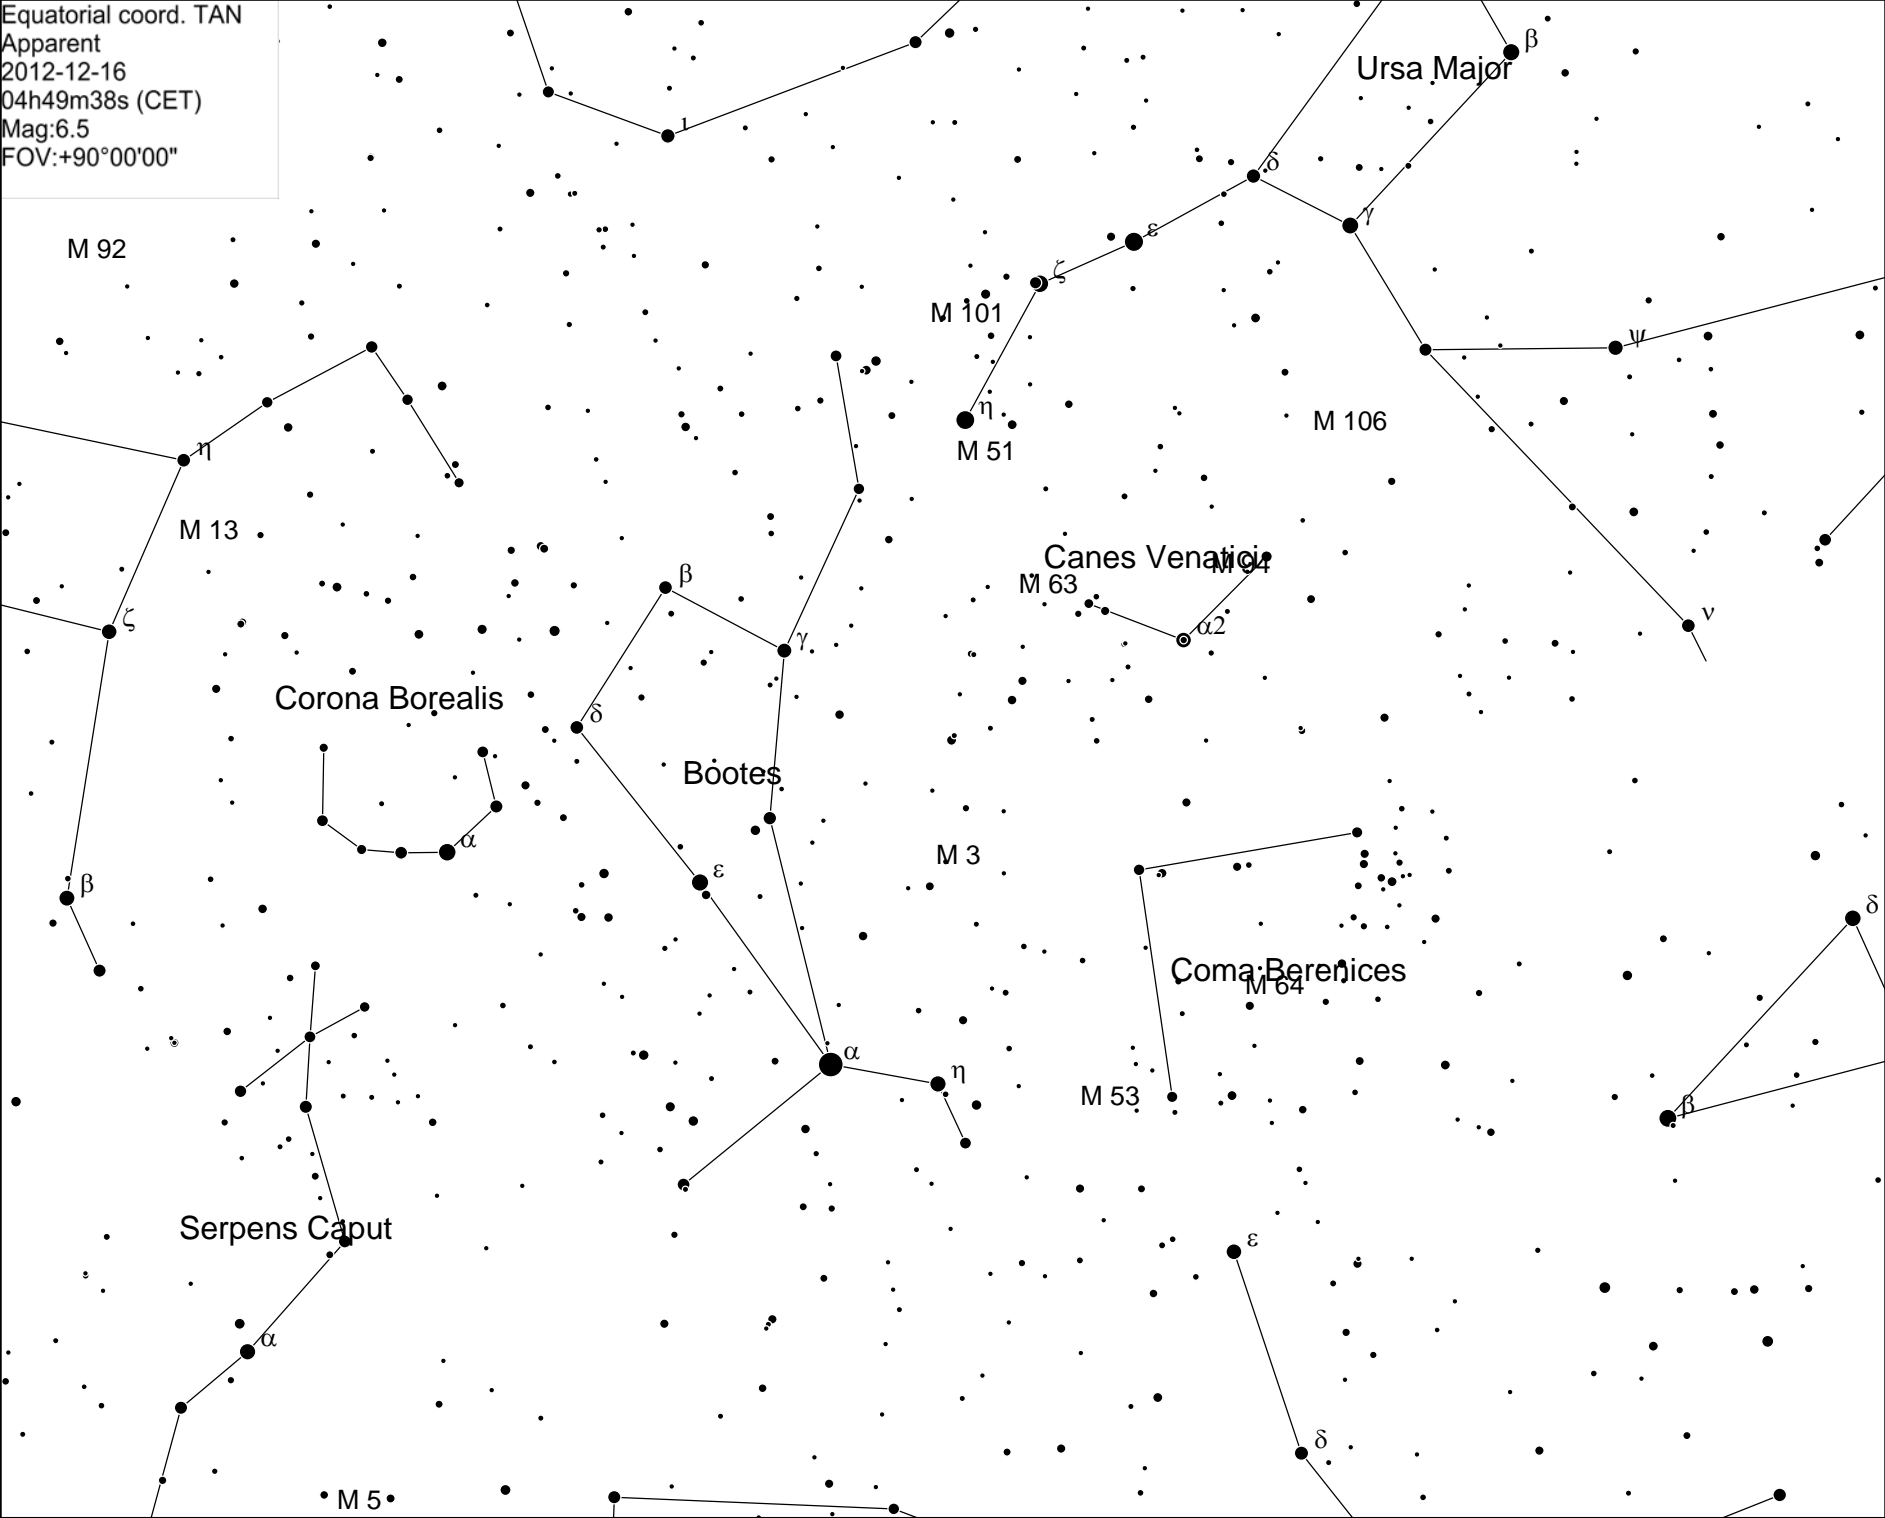 Equatorial coord. TAN
Apparent
2012-12-16
04h49m38s (CET)
Mag:6.5
FOV:+90°00'00"
β
Ursa Major
ι
δ
γ
ε
M 92
ζ
M 101
ψ
η
M 51
M 106
η
M 13
Canes Venatici
M 94
M 63
β
α2
ν
ζ
γ
Corona Borealis
δ
Bootes
α
M 3
ε
β
δ
Coma Berenices
M 64
α
η
M 53
β
Serpens Caput
ε
α
δ
M 5